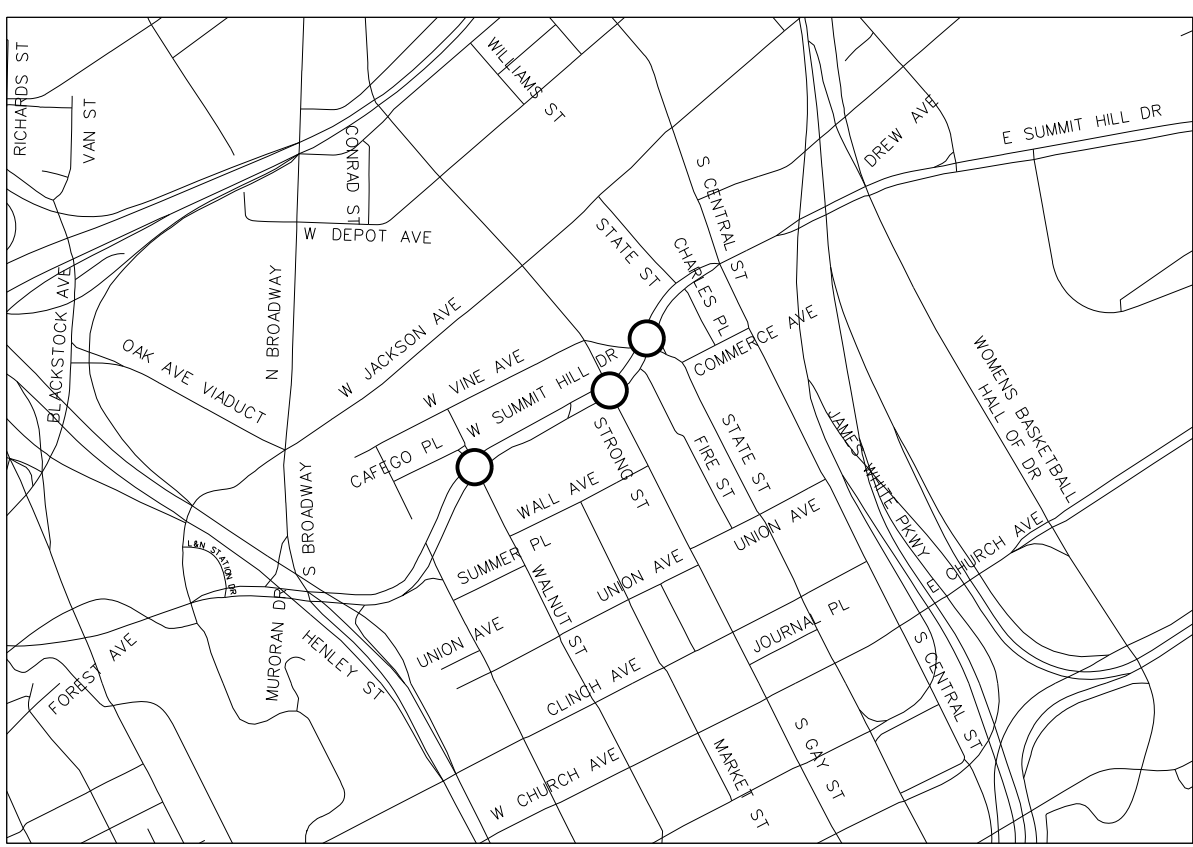 RICHARDS ST
VAN ST
WILLIAMS ST
CONRAD ST
W DEPOT AVE
DREW AVE
E SUMMIT HILL DR
S CENTRAL ST
STATE ST
CHARLES PL
BLACKSTOCK AVE
N BROADWAY
W JACKSON AVE
OAK AVE VIADUCT
W VINE AVE
W SUMMIT HILL DR
COMMERCE AVE
CAFEGO PL
WOMENS BASKETBALL
HALL OF DR
STRONG ST
FIRE ST
STATE ST
JAMES WHITE PKWY
WALL AVE
UNION AVE
S BROADWAY
L&N STATION DR
SUMMER PL
WALNUT ST
UNION AVE
E CHURCH AVE
MURORAN DR
HENLEY ST
UNION AVE
JOURNAL PL
FOREST AVE
CLINCH AVE
S CENTRAL ST
W CHURCH AVE
MARKET ST
S GAY ST